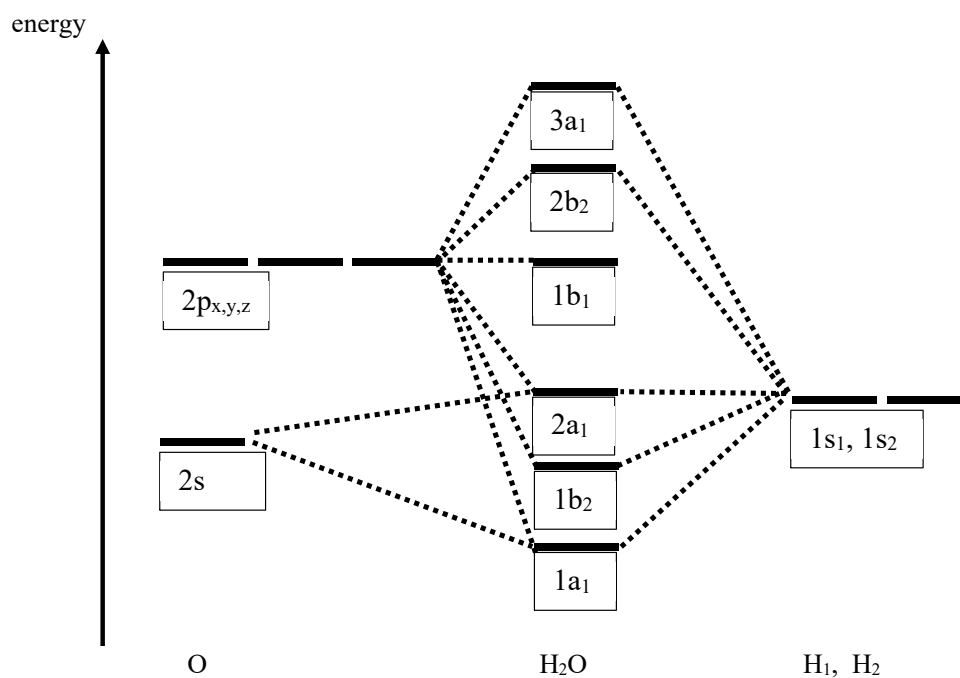 energy
3a₁
2b₂
2pₓ,ᵧ,z
1b₁
2a₁
1s₁, 1s₂
2s
1b₂
1a₁
O
H₂O
H₁, H₂